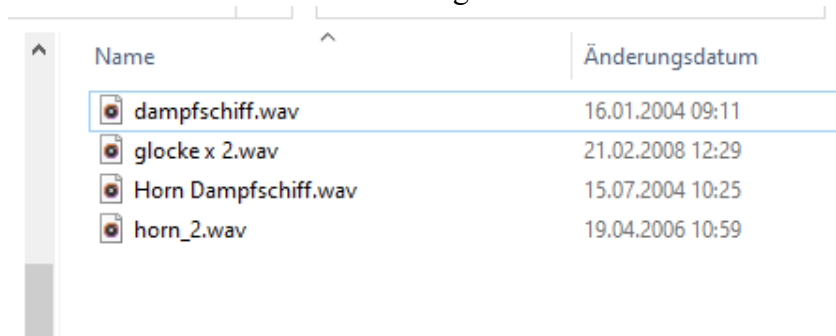 Name Änderungsdatum
dampfschiff.wav 16.01.2004 09:11
glocke x 2.wav 21.02.2008 12:29
Horn Dampfschiff.wav 15.07.2004 10:25
horn_2.wav 19.04.2006 10:59